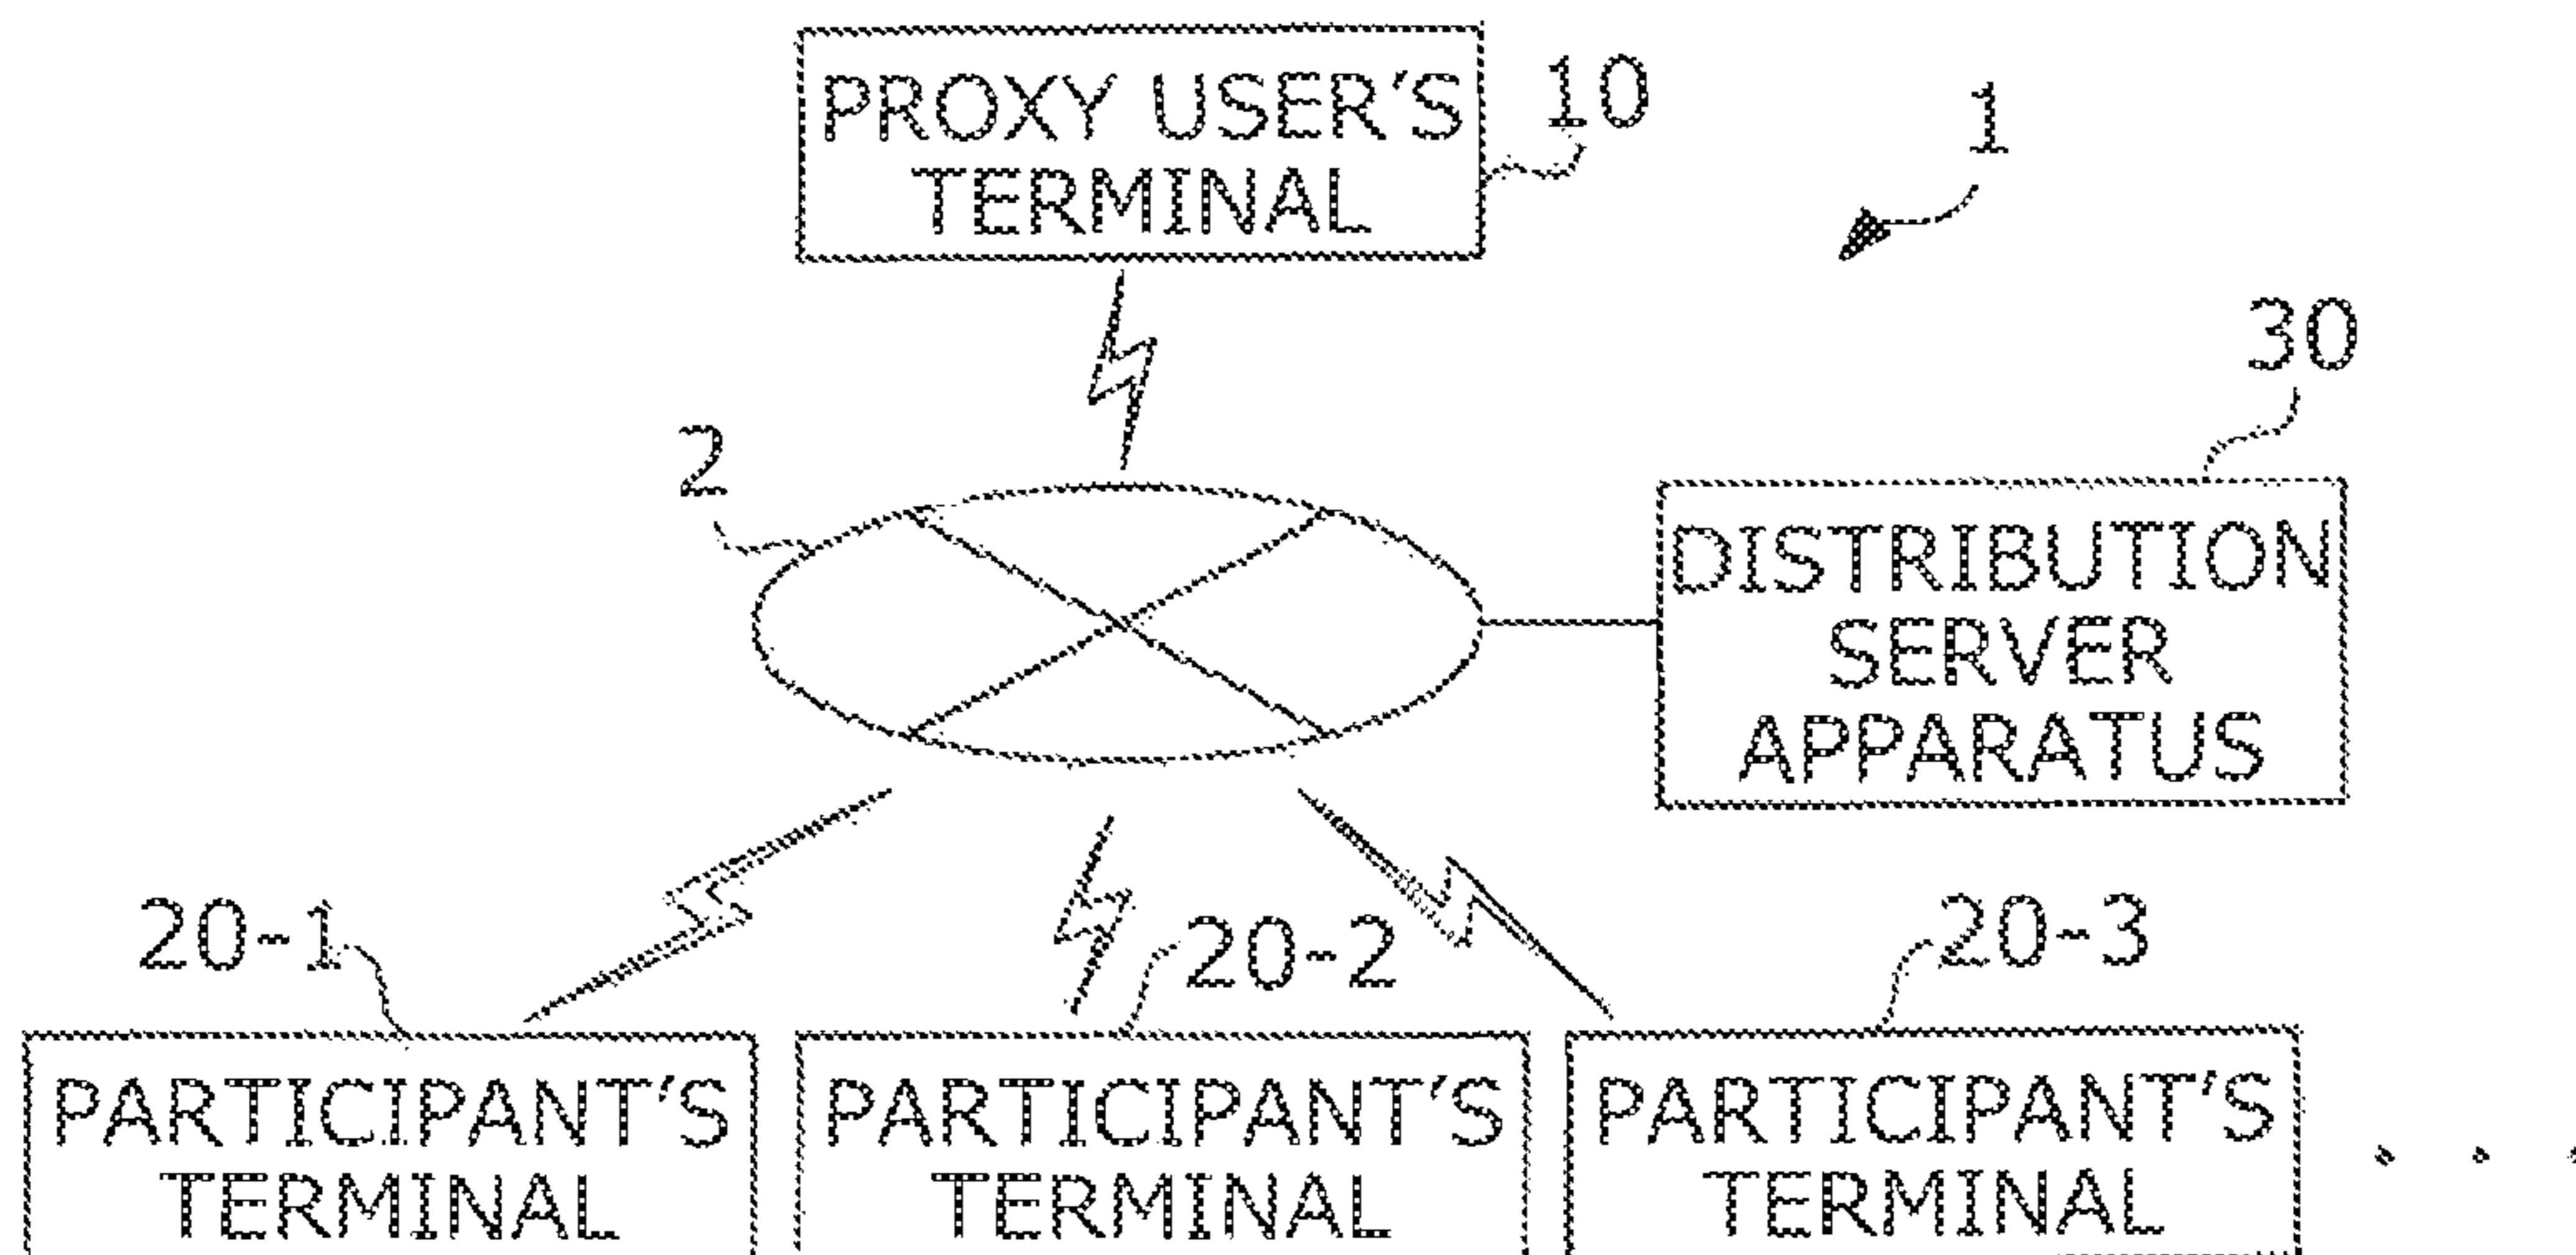 PROXY USER'S
TERMINAL
10
1
30
2
DISTRIBUTION
SERVER
APPARATUS
20-1
20-2
20-3
PARTICIPANT'S
TERMINAL
PARTICIPANT'S
TERMINAL
PARTICIPANT'S
TERMINAL
. . .